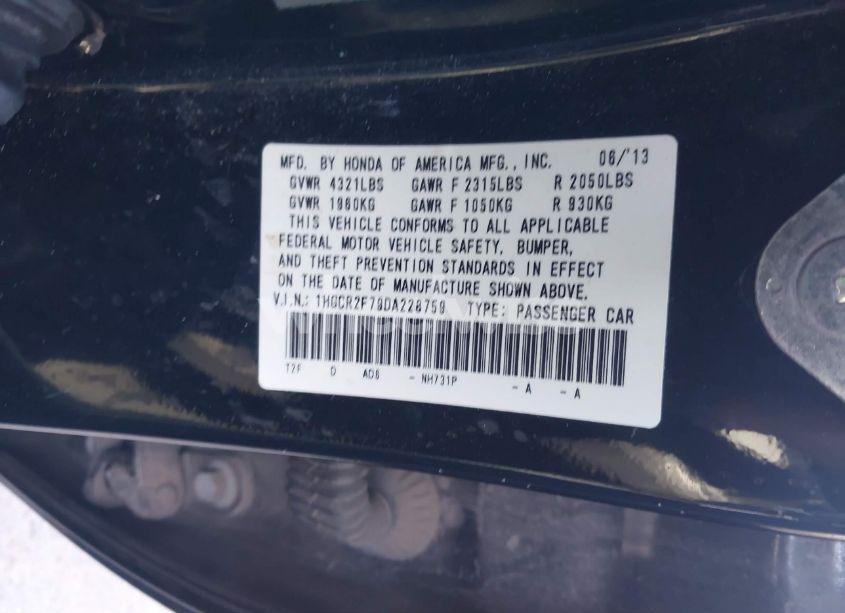 MFD. BY HONDA OF AMERICA MFG., INC. 06/'13
GVWR 4321LBS GAWR F 2315LBS R 2050LBS
GVWR 1960KG GAWR F 1050KG R 930KG
THIS VEHICLE CONFORMS TO ALL APPLICABLE
FEDERAL MOTOR VEHICLE SAFETY, BUMPER,
AND THEFT PREVENTION STANDARDS IN EFFECT
ON THE DATE OF MANUFACTURE SHOWN ABOVE.
V.I.N.: 1HGCR2F79DA228759 TYPE: PASSENGER CAR
T2F D AD6 - NH731P - A - A